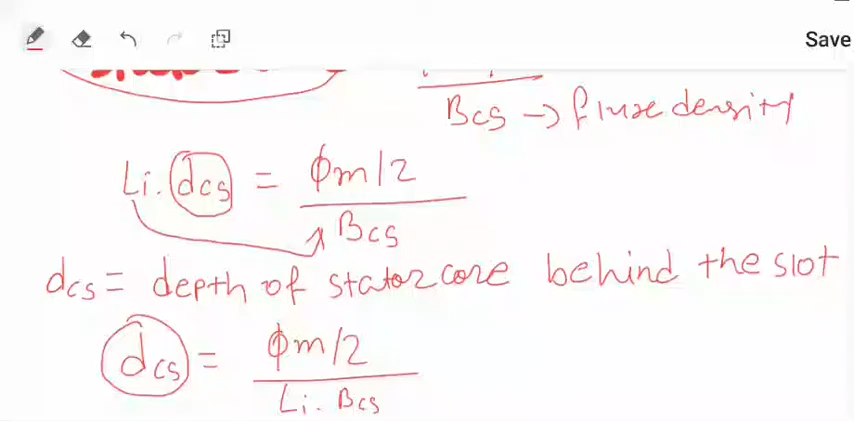 Save
Bcs → fluxe density
Li.dcs = ϕm/2
Bcs
dcs = depth of stator core behind the slot
dcs = ϕm/2
Li. Bcs